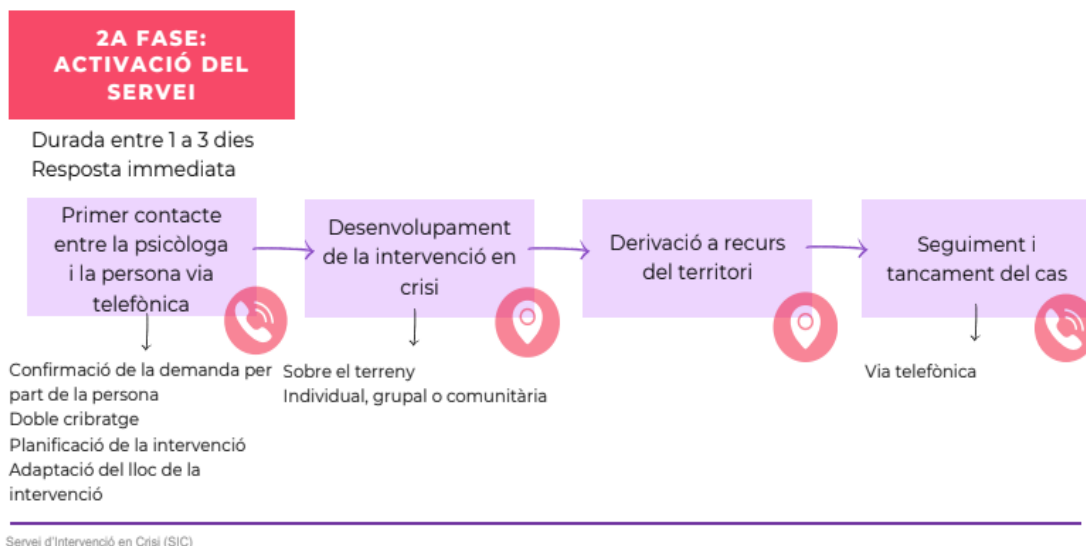 2A FASE:
ACTIVACIÓ DEL
SERVEI
Durada entre 1 a 3 dies
Resposta immediata
Primer contacte
entre la psicòloga
i la persona via
telefònica
Confirmació de la demanda per
part de la persona
Doble cribratge
Planificació de la intervenció
Adaptació del lloc de la
intervenció
Desenvolupament
de la intervenció en
crisi
Sobre el terreny
Individual, grupal o comunitària
Derivació a recurs
del territori
Seguiment i
tancament del cas
Via telefònica
Servei d'Intervenció en Crisi (SIC)